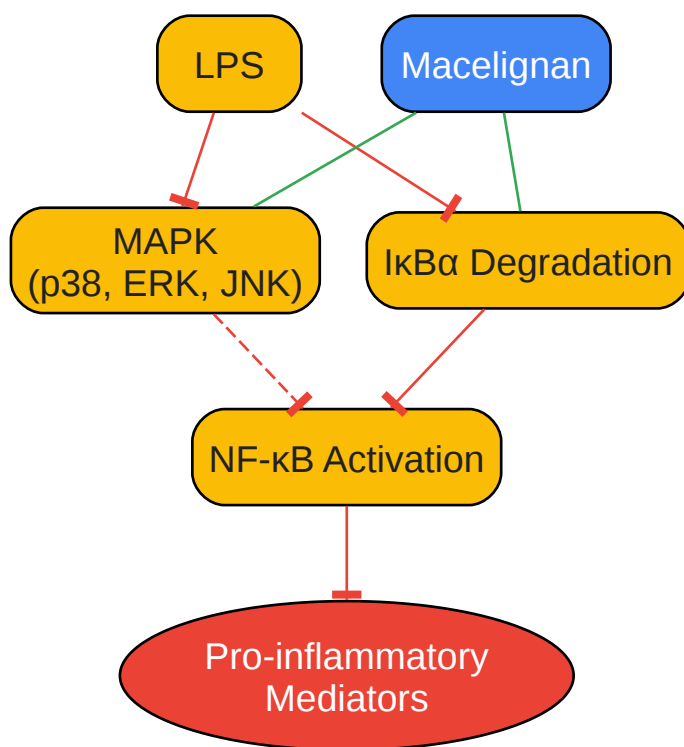 LPS
Macelignan
MAPK
(p38, ERK, JNK)
IκBα Degradation
NF-κB Activation
Pro-inflammatory
Mediators